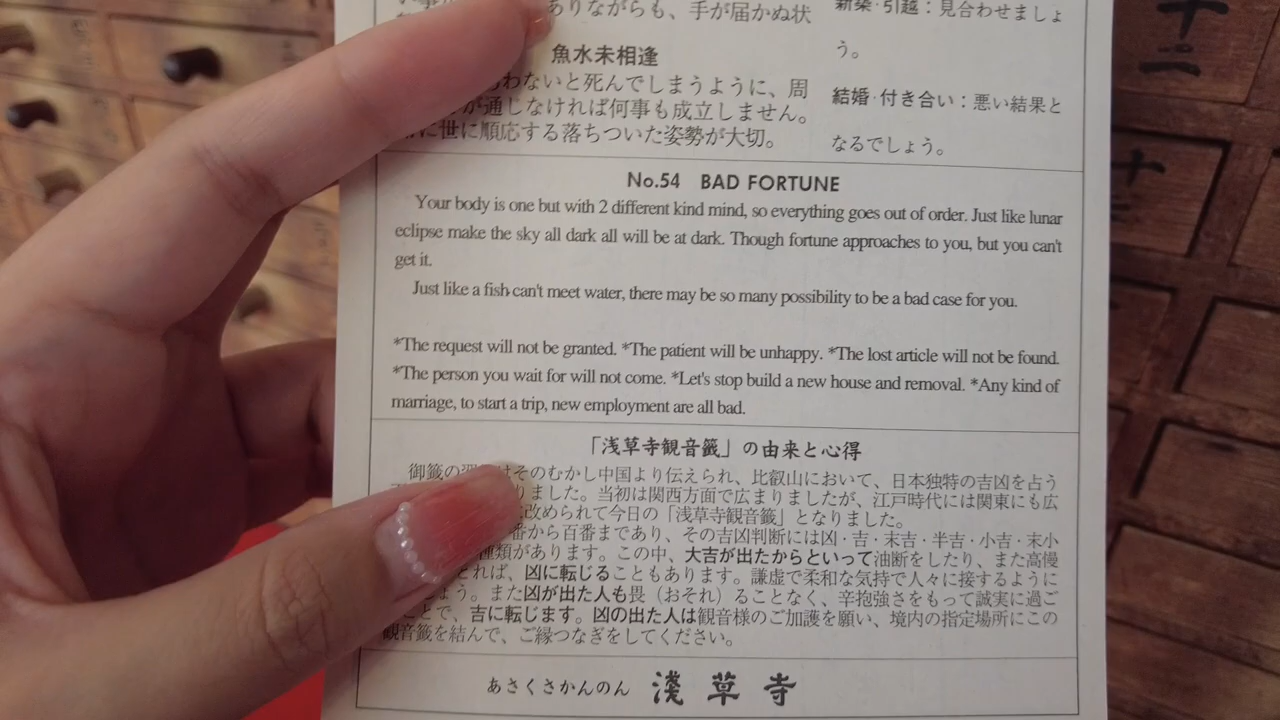 ありながらも、手が届かぬ状
魚水未相逢
わないと死んでしまうように、周
が通じなければ何事も成立しません。
に世に順応する落ちついた姿勢が大切。
新築·引越：見合わせましょ
う。
結婚·付き合い：悪い結果と
なるでしょう。
No.54 BAD FORTUNE
Your body is one but with 2 different kind mind, so everything goes out of order. Just like lunar
eclipse make the sky all dark all will be at dark. Though fortune approaches to you, but you can't
get it.
Just like a fish can't meet water, there may be so many possibility to be a bad case for you.
*The request will not be granted. *The patient will be unhappy. *The lost article will not be found.
*The person you wait for will not come. *Let's stop build a new house and removal. *Any kind of
marriage, to start a trip, new employment are all bad.
「浅草寺観音籤」の由来と心得
御籤の はそのむかし中国より伝えられ、比叡山において、日本独特の吉凶を占う
りました。当初は関西方面で広まりましたが、江戸時代には関東にも広
改められて今日の「浅草寺観音籤」となりました。
番から百番まであり、その吉凶判断には凶·吉·末吉·半吉·小吉·末小
種類があります。この中、大吉が出たからといって油断をしたり、また高慢
とれば、凶に転じることもあります。謙虚で柔和な気持で人々に接するように
ょう。また凶が出た人も畏（おそれ）ることなく、辛抱強さをもって誠実に過ご
ことで、吉に転じます。凶の出た人は観音様のご加護を願い、境内の指定場所にこの
観音籤を結んで、ご縁つなぎをしてください。
あさくさかんのん 淺草寺
十二